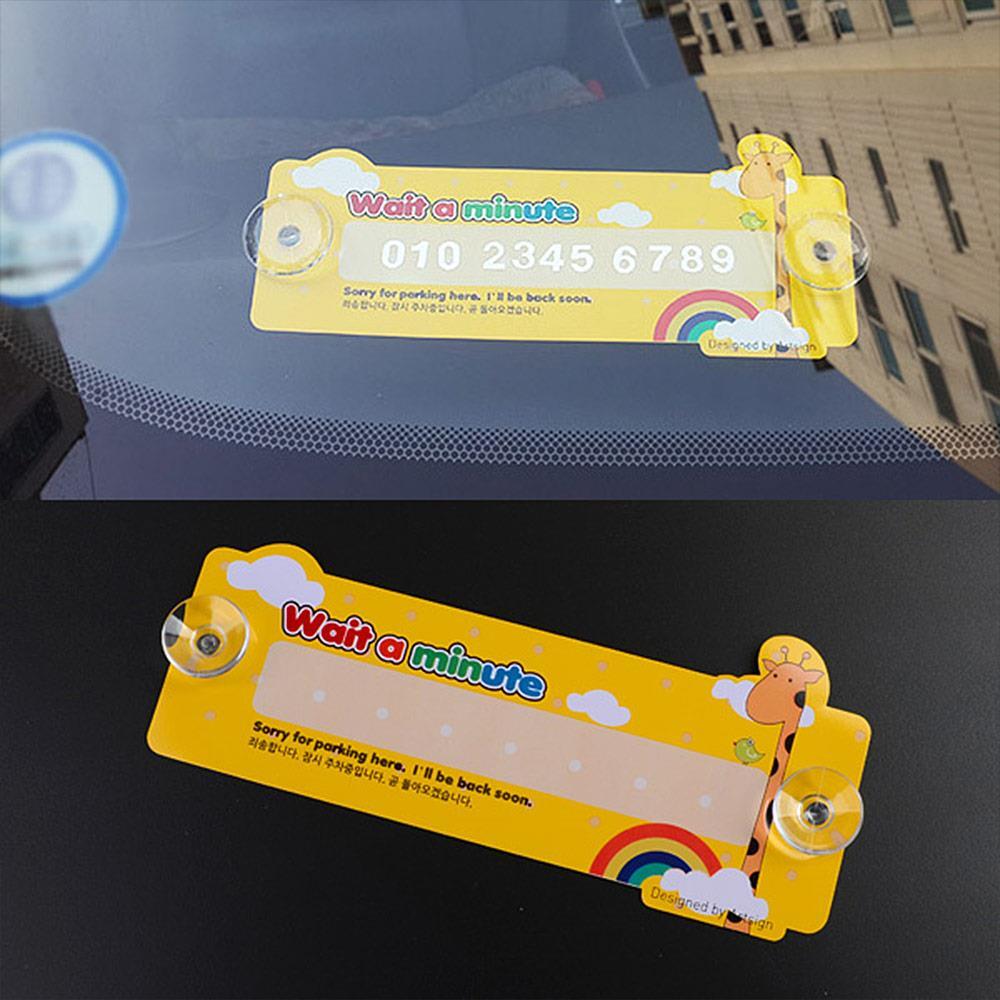 Wait a minute
010 2345 6789
Sorry for parking here. I'll be back soon.
죄송합니다. 잠시 주차중입니다. 곧 돌아오겠습니다.
Designed by Artsign
Wait a minute
Sorry for parking here. I'll be back soon.
죄송합니다. 잠시 주차중입니다. 곧 돌아오겠습니다.
Designed by Artsign